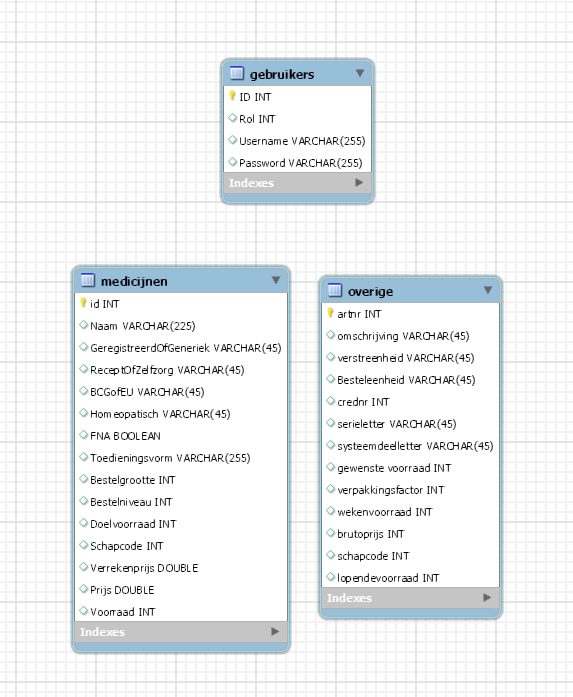 gebruikers
ID INT
Rol INT
Username VARCHAR(255)
Password VARCHAR(255)
Indexes
medicijnen
id INT
Naam VARCHAR(225)
GeregistreerdOfGeneriek VARCHAR(45)
ReceptOfZelfzorg VARCHAR(45)
BCGofEU VARCHAR(45)
Homeopatisch VARCHAR(45)
FNA BOOLEAN
Toedieningsvorm VARCHAR(255)
Bestelgrootte INT
Bestelniveau INT
Doelvoorraad INT
Schapcode INT
Verrekenprijs DOUBLE
Prijs DOUBLE
Voorraad INT
Indexes
overige
artnr INT
omschrijving VARCHAR(45)
verstreenheid VARCHAR(45)
Besteleenheid VARCHAR(45)
crednr INT
serieletter VARCHAR(45)
systeemdeelletter VARCHAR(45)
gewenste voorraad INT
verpakkingsfactor INT
wekenvoorraad INT
brutoprijs INT
schapcode INT
lopendevoorraad INT
Indexes